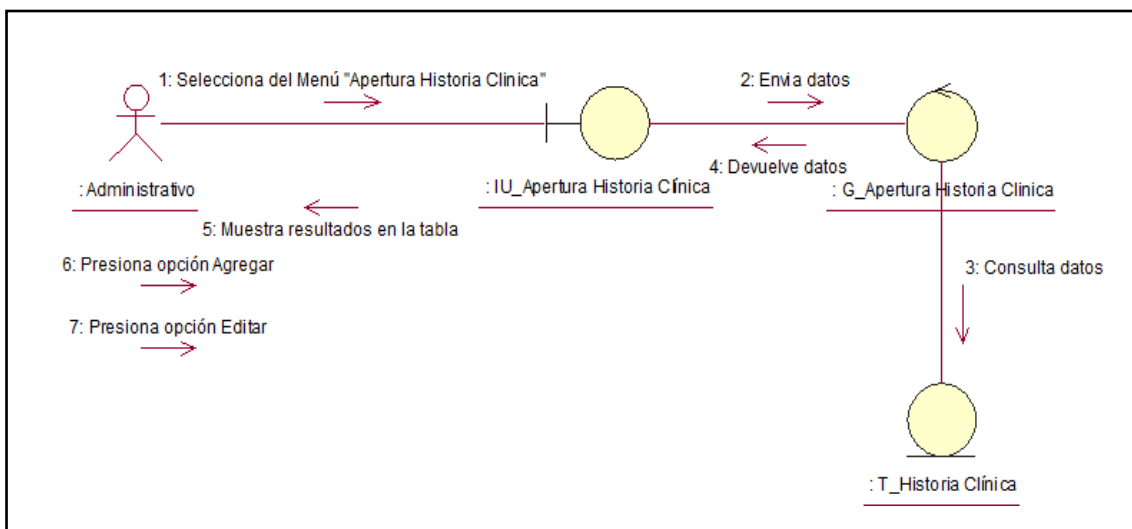 1: Selecciona del Menú "Apertura Historia Clinica"
2: Envia datos
4: Devuelve datos
: Administrativo
: IU_Apertura Historia Clínica
: G_Apertura Historia Clinica
5: Muestra resultados en la tabla
6: Presiona opción Agregar
3: Consulta datos
7: Presiona opción Editar
: T_Historia Clínica